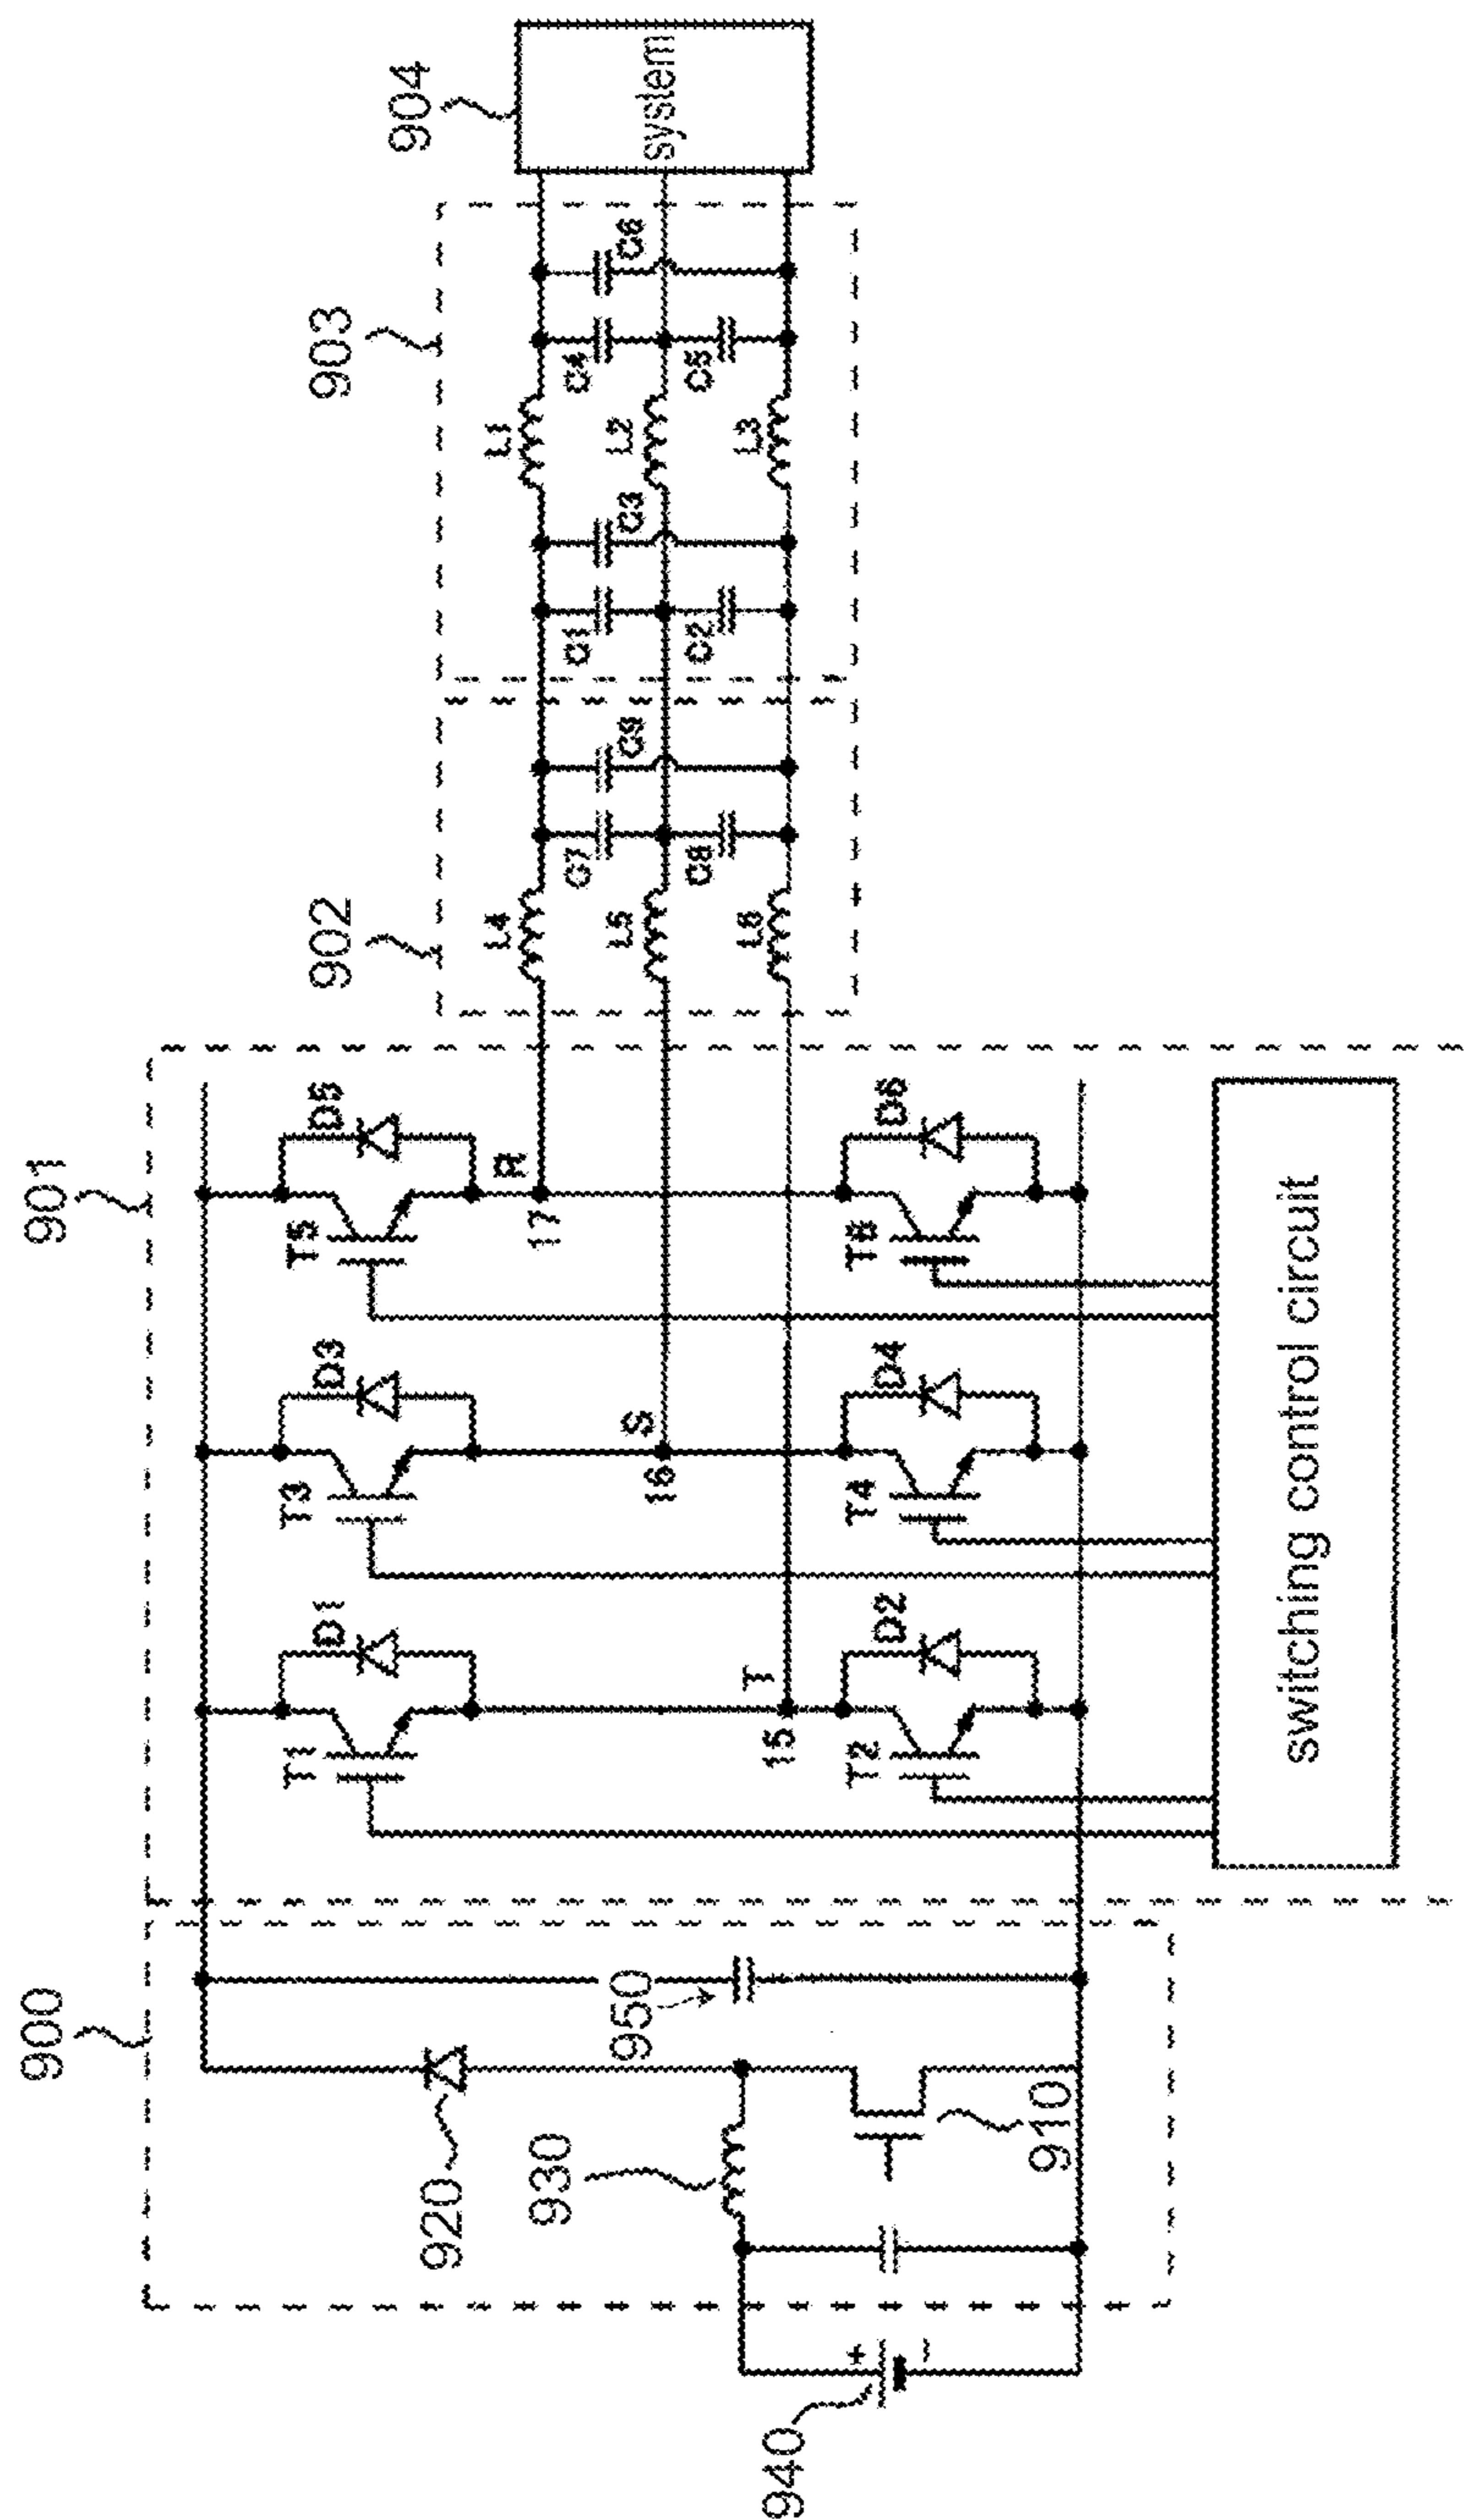 900
901
902
903
904
940
930
920
950
910
+
−
T1
D1
T3
D3
T5
D5
T
15
S
16
R
17
T2
D2
T4
D4
T6
D6
switching control circuit
L4
L5
L6
C7
C8
C9
C1
C2
C3
L1
L2
L3
C4
C5
C6
system